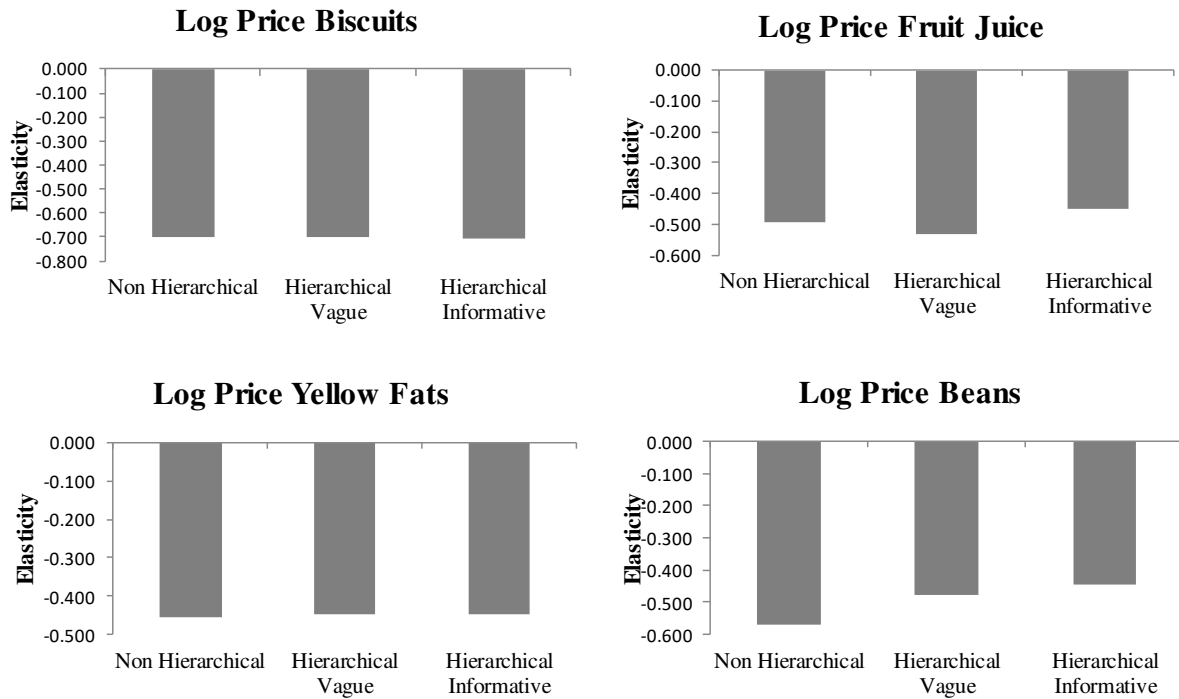 Log Price Biscuits
Elasticity
0.000
-0.100
-0.200
-0.300
-0.400
-0.500
-0.600
-0.700
-0.800
Non Hierarchical
Hierarchical
Vague
Hierarchical
Informative
Log Price Fruit Juice
Elasticity
0.000
-0.100
-0.200
-0.300
-0.400
-0.500
-0.600
Non Hierarchical
Hierarchical
Vague
Hierarchical
Informative
Log Price Yellow Fats
Elasticity
0.000
-0.100
-0.200
-0.300
-0.400
-0.500
Non Hierarchical
Hierarchical
Vague
Hierarchical
Informative
Log Price Beans
Elasticity
0.000
-0.100
-0.200
-0.300
-0.400
-0.500
-0.600
Non Hierarchical
Hierarchical
Vague
Hierarchical
Informative